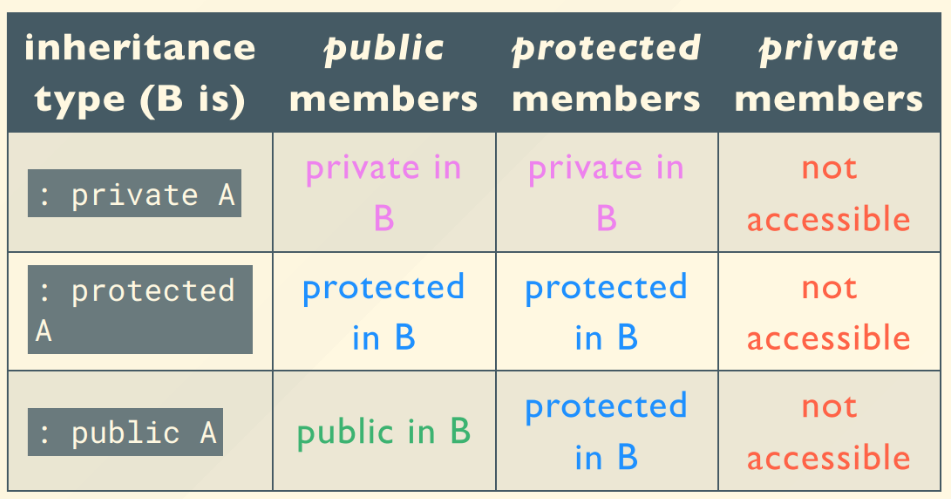 inheritance type (B is)
public members
protected members
private members
: private A
private in B
private in B
not accessible
: protected A
protected in B
protected in B
not accessible
: public A
public in B
protected in B
not accessible